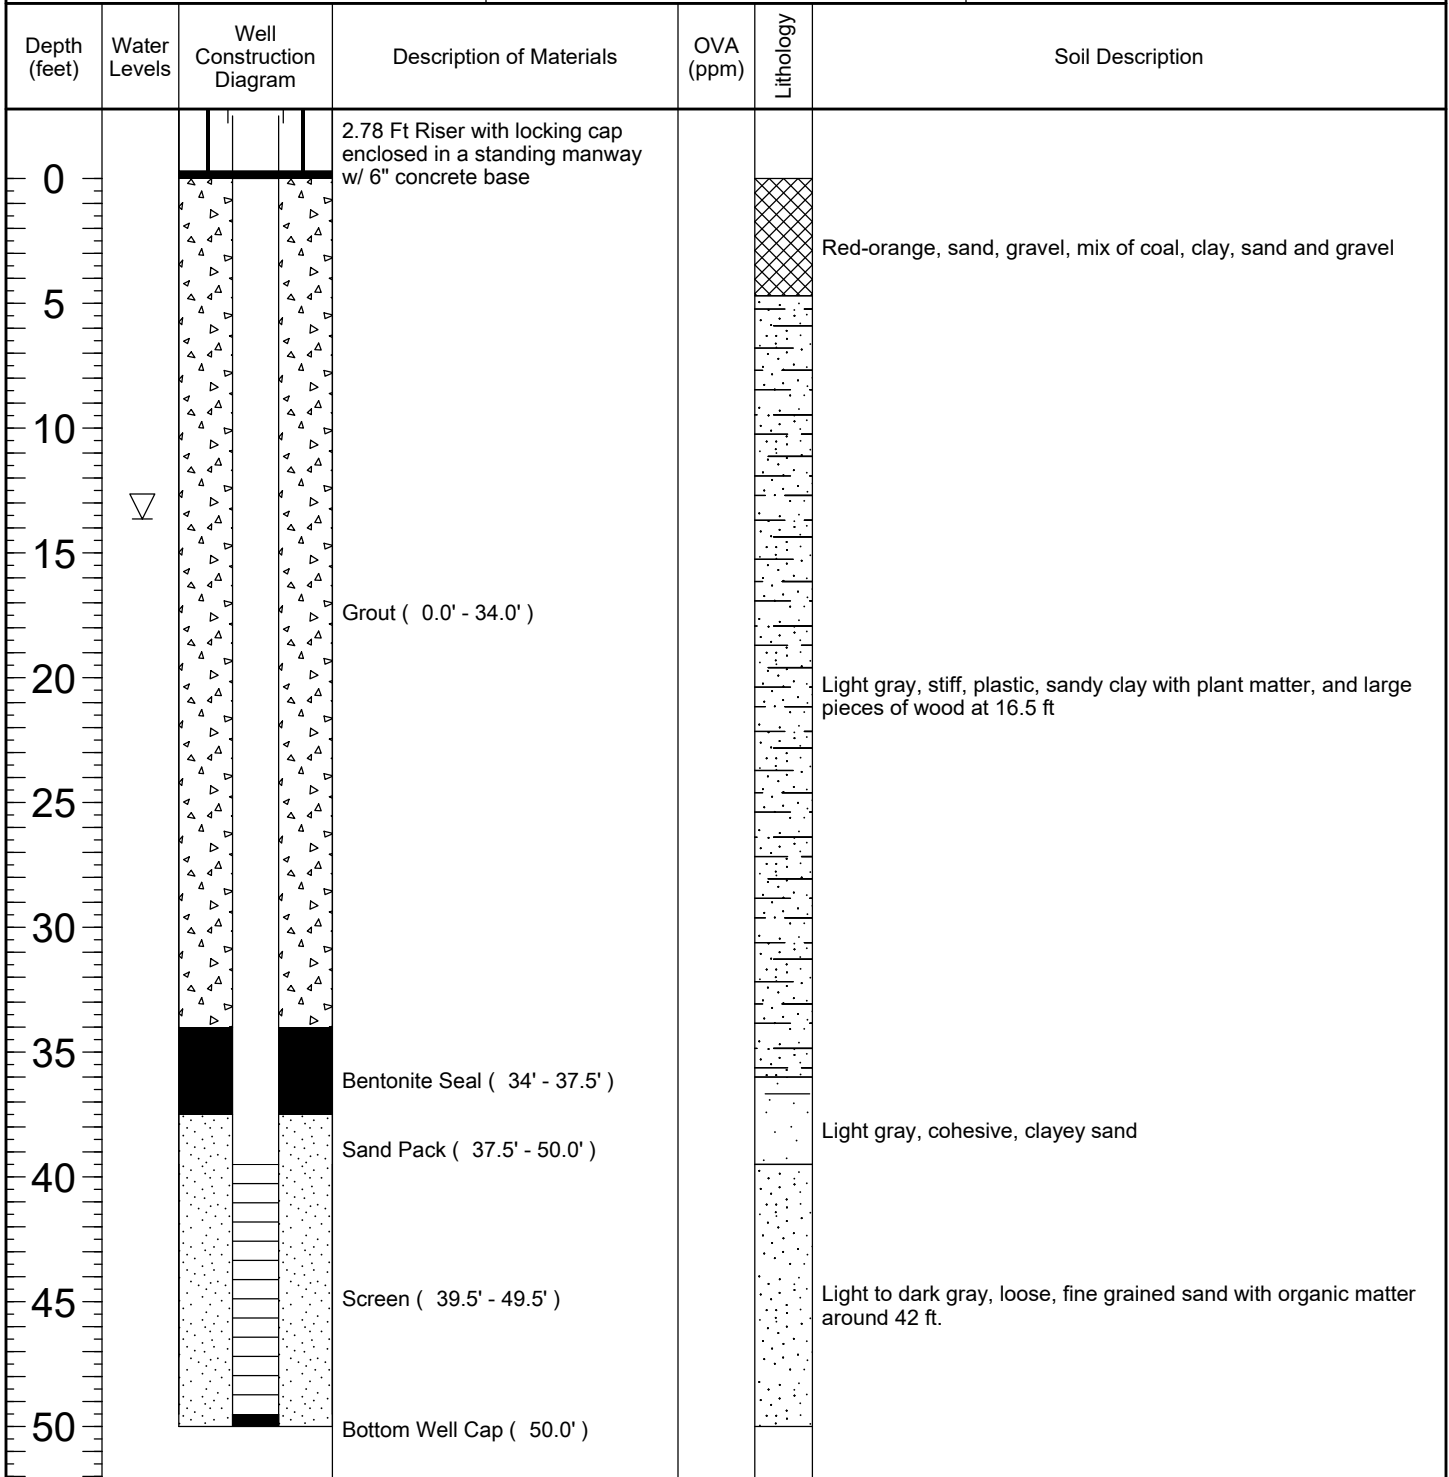 Depth
(feet)
Water
Levels
Well
Construction
Diagram
Description of Materials
OVA
(ppm)
Lithology
Soil Description
2.78 Ft Riser with locking cap
enclosed in a standing manway
w/ 6" concrete base
0
Red-orange, sand, gravel, mix of coal, clay, sand and gravel
5
10
15
Grout (  0.0' - 34.0' )
20
Light gray, stiff, plastic, sandy clay with plant matter, and large
pieces of wood at 16.5 ft
25
30
35
Bentonite Seal (  34' - 37.5' )
Light gray, cohesive, clayey sand
Sand Pack (  37.5' - 50.0' )
40
45
Screen (  39.5' - 49.5' )
Light to dark gray, loose, fine grained sand with organic matter
around 42 ft.
50
Bottom Well Cap (  50.0' )